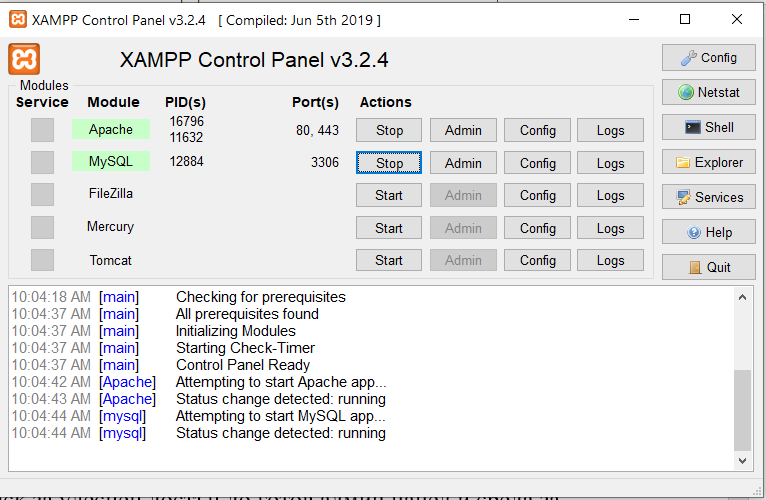 XAMPP Control Panel v3.2.4 [ Compiled: Jun 5th 2019 ]
XAMPP Control Panel v3.2.4
Config
Modules
Service Module PID(s) Port(s) Actions
Netstat
Apache 16796 11632 80, 443 Stop Admin Config Logs
Shell
MySQL 12884 3306 Stop Admin Config Logs
Explorer
FileZilla Start Admin Config Logs
Services
Mercury Start Admin Config Logs
Help
Tomcat Start Admin Config Logs
Quit
10:04:18 AM [main] Checking for prerequisites
10:04:37 AM [main] All prerequisites found
10:04:37 AM [main] Initializing Modules
10:04:37 AM [main] Starting Check-Timer
10:04:37 AM [main] Control Panel Ready
10:04:42 AM [Apache] Attempting to start Apache app...
10:04:43 AM [Apache] Status change detected: running
10:04:44 AM [mysql] Attempting to start MySQL app...
10:04:44 AM [mysql] Status change detected: running